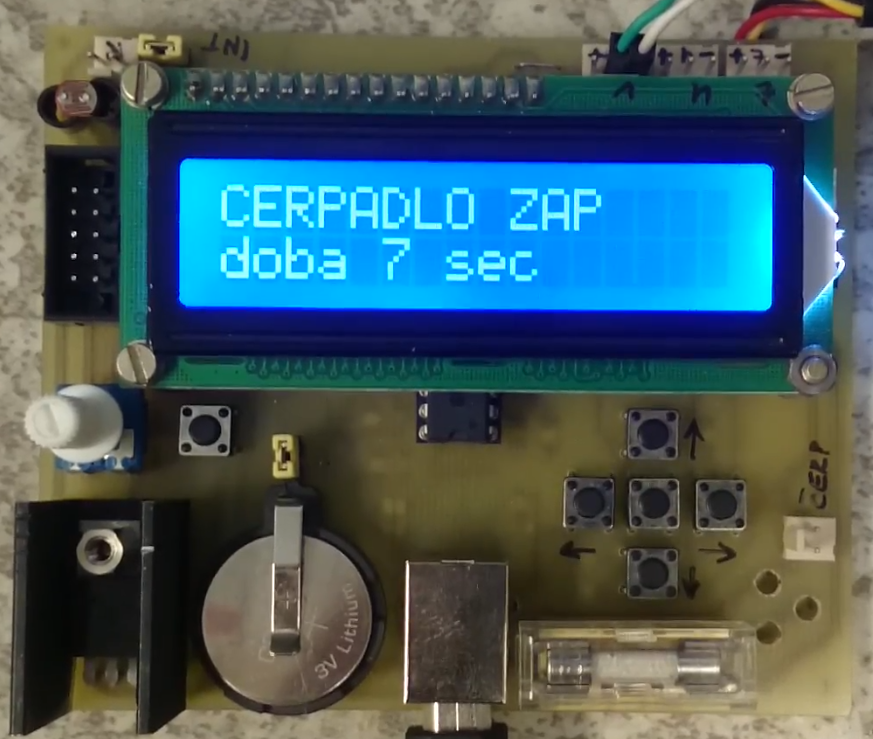 INT
V
CERPADLO ZAP
doba 7 sec
ČERP
3V Lithium